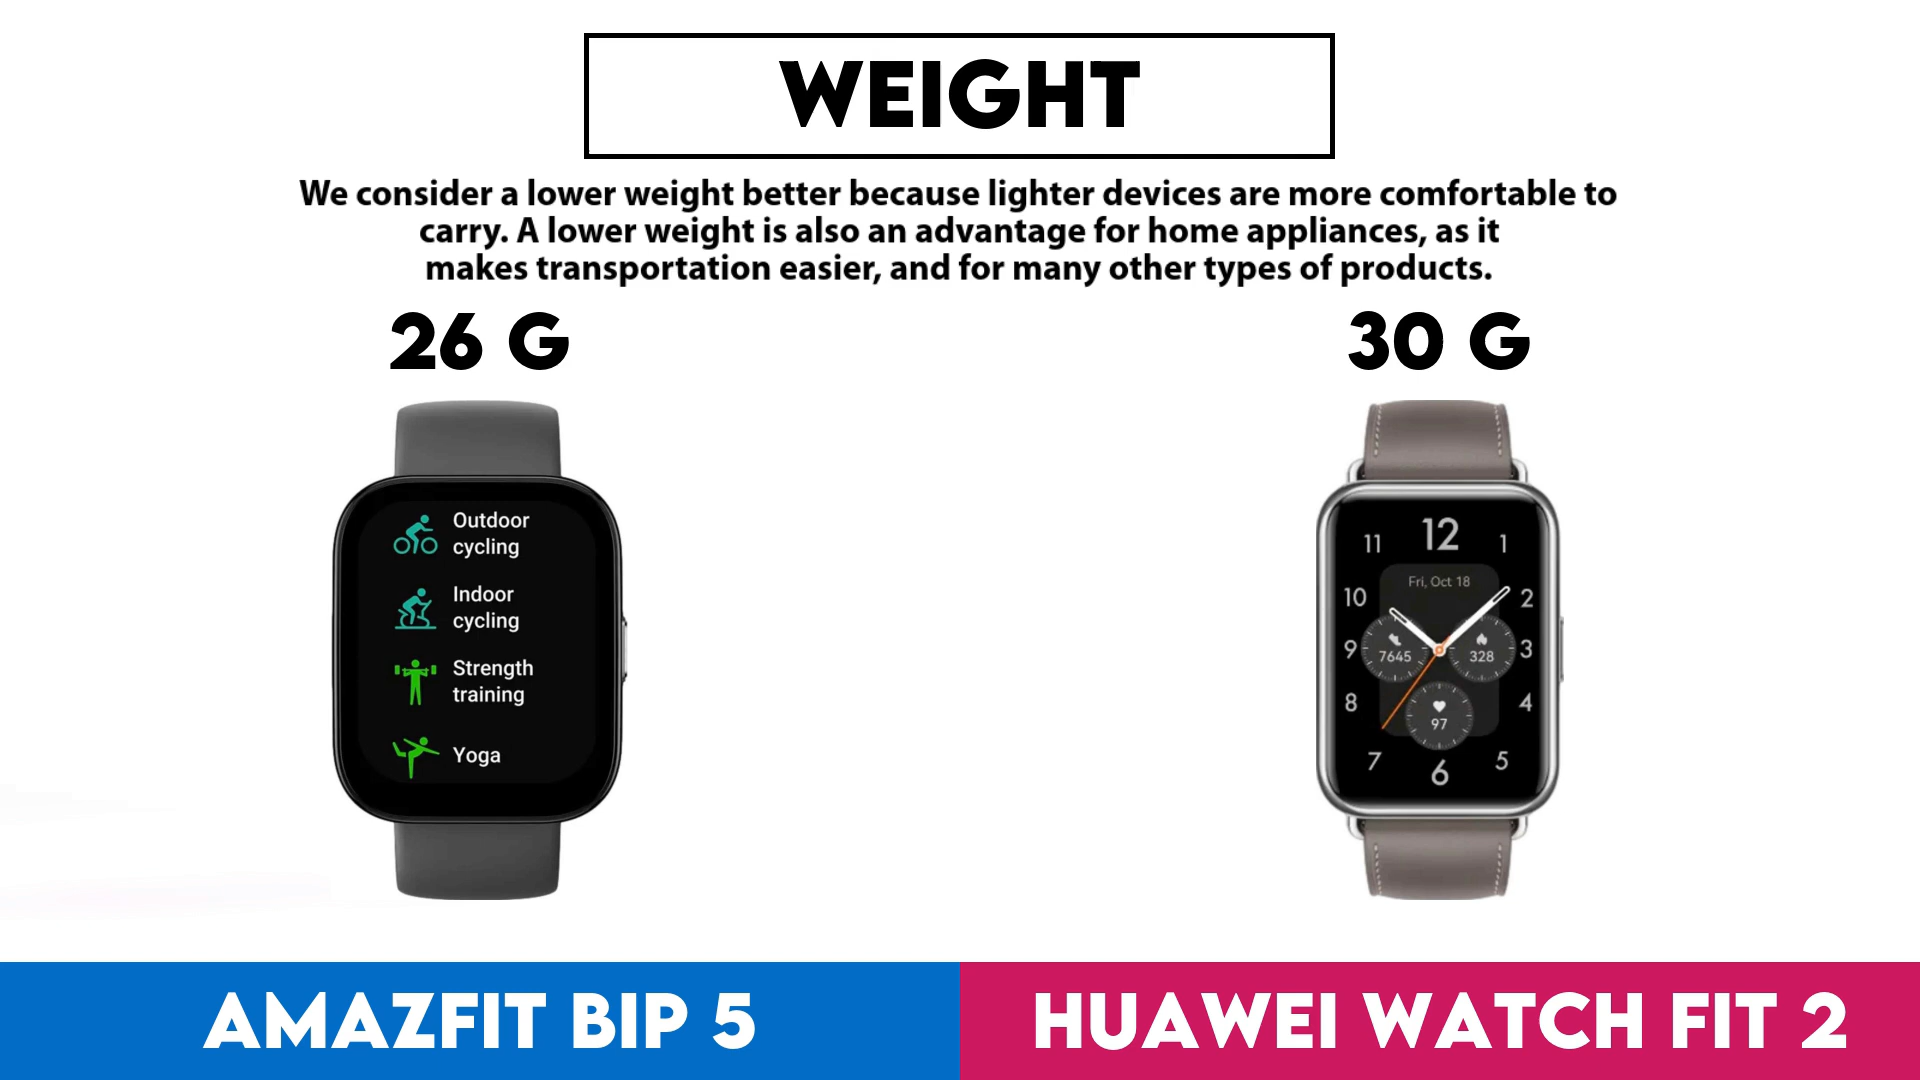 WEIGHT
We consider a lower weight better because lighter devices are more comfortable to
carry. A lower weight is also an advantage for home appliances, as it
makes transportation easier, and for many other types of products.
26 G
30 G
Outdoor
cycling
Indoor
cycling
Strength
training
Yoga
12
11
1
Fri, Oct 18
10
2
9
7645
328
3
8
4
97
7
5
6
AMAZFIT BIP 5
HUAWEI WATCH FIT 2